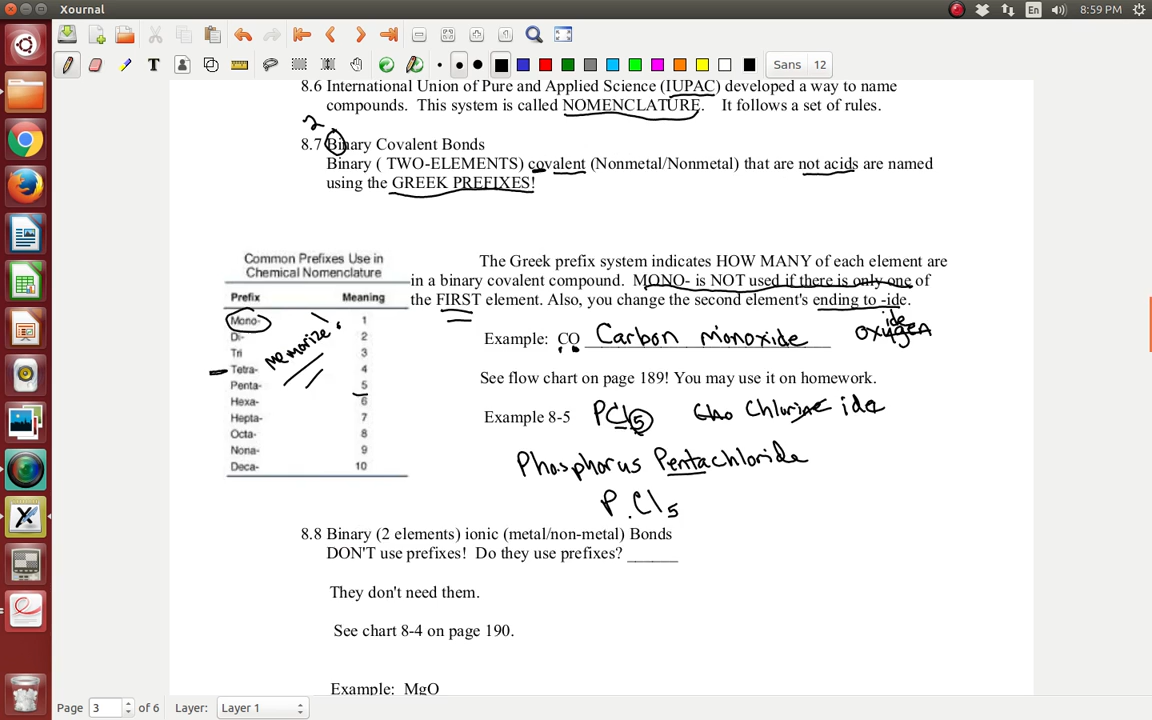 Xournal
En
8:59 PM
Sans 12
8.6 International Union of Pure and Applied Science (IUPAC) developed a way to name
compounds. This system is called NOMENCLATURE. It follows a set of rules.
2
8.7 Binary Covalent Bonds
Binary ( TWO-ELEMENTS) covalent (Nonmetal/Nonmetal) that are not acids are named
using the GREEK PREFIXES!
Common Prefixes Use in
Chemical Nomenclature
Prefix Meaning
Mono- 1
Di- 2
Tri 3
Tetra- 4
Penta- 5
Hexa- 6
Hepta- 7
Octa- 8
Nona- 9
Deca- 10
Memorize
The Greek prefix system indicates HOW MANY of each element are
in a binary covalent compound. MONO- is NOT used if there is only one of
the FIRST element. Also, you change the second element's ending to -ide.
Example: CO Carbon monoxide oxygen ide
See flow chart on page 189! You may use it on homework.
Example 8-5 PCl5 Chlorine ide
Phosphorus Pentachloride
P Cl5
8.8 Binary (2 elements) ionic (metal/non-metal) Bonds
DON'T use prefixes! Do they use prefixes? ______
They don't need them.
See chart 8-4 on page 190.
Example: MgO
Page 3 of 6 Layer: Layer 1